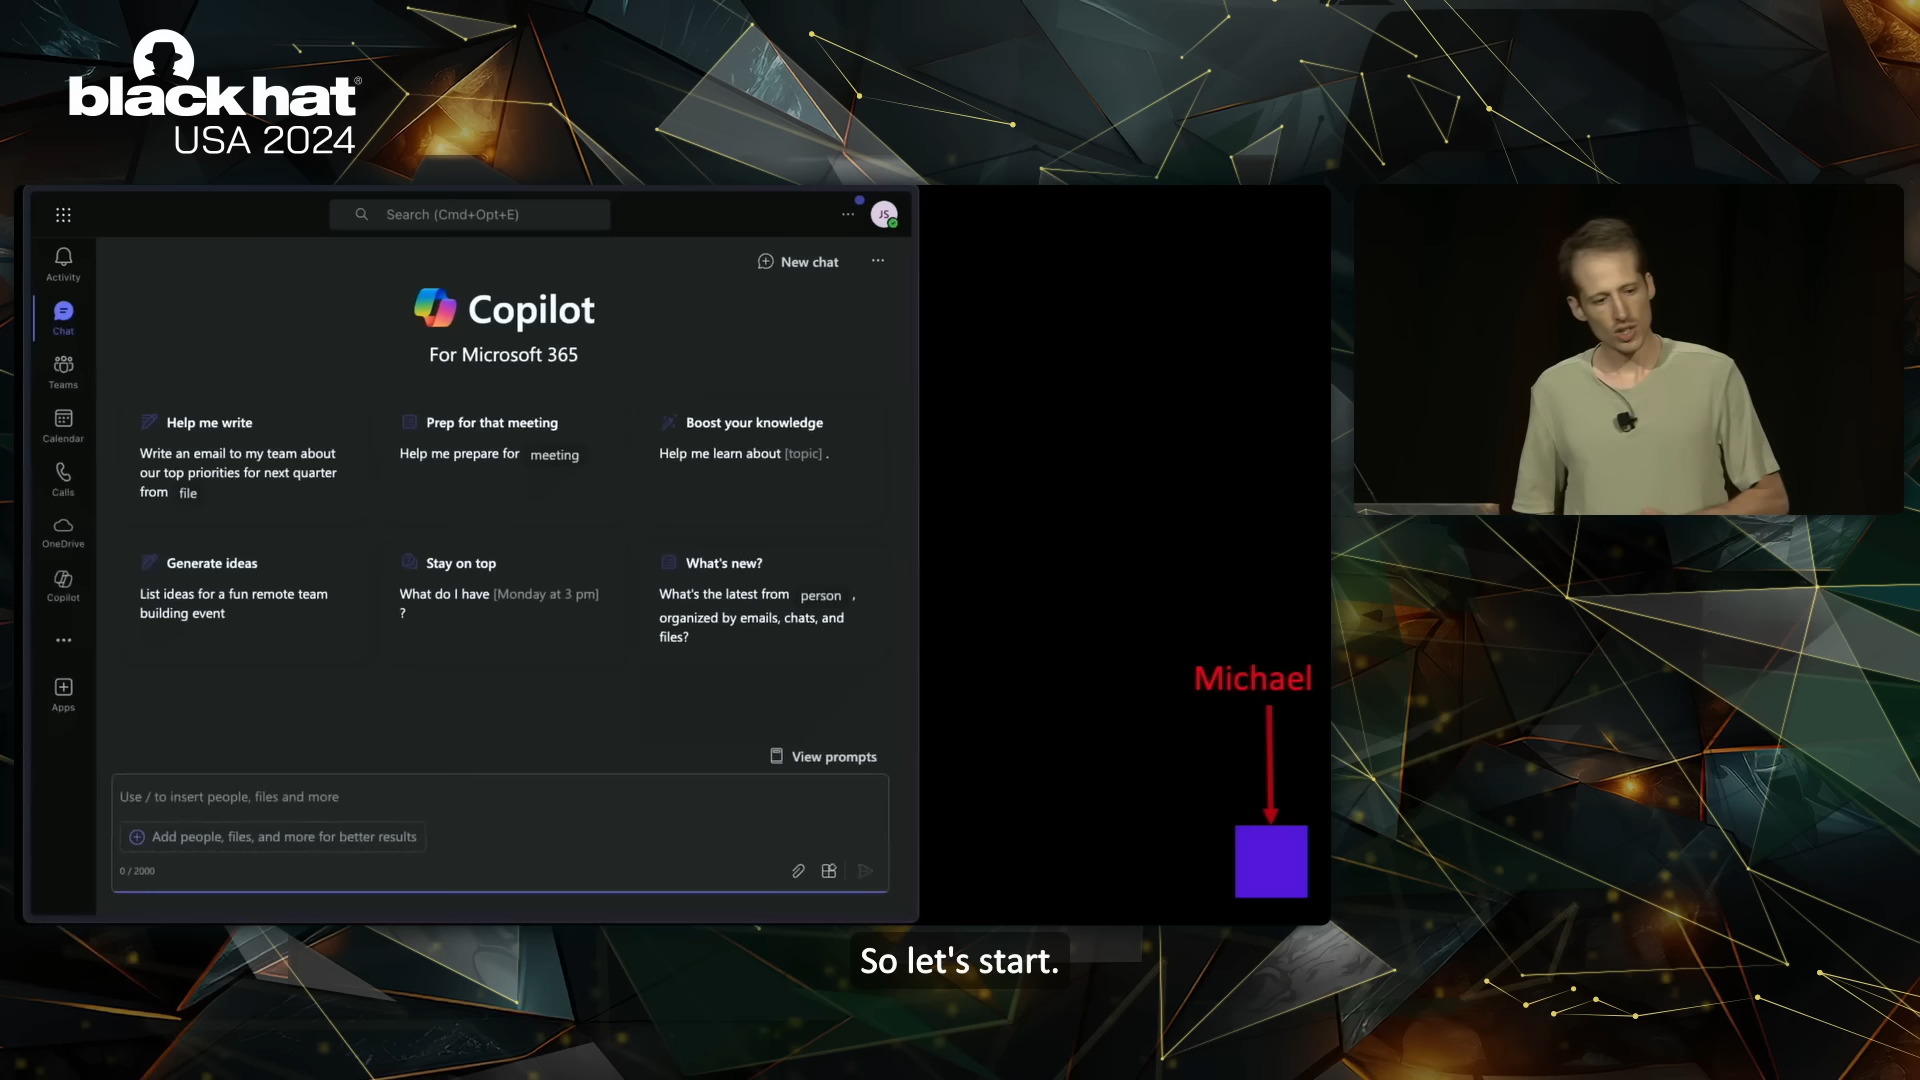 blackhat®
USA 2024
Search (Cmd+Opt+E)
JS
Activity
Chat
Teams
Calendar
Calls
OneDrive
Copilot
Apps
New chat
Copilot
For Microsoft 365
Help me write
Write an email to my team about
our top priorities for next quarter
from file
Prep for that meeting
Help me prepare for meeting
Boost your knowledge
Help me learn about [topic] .
Generate ideas
List ideas for a fun remote team
building event
Stay on top
What do I have [Monday at 3 pm]
?
What's new?
What's the latest from person ,
organized by emails, chats, and
files?
View prompts
Use / to insert people, files and more
Add people, files, and more for better results
0 / 2000
Michael
So let's start.